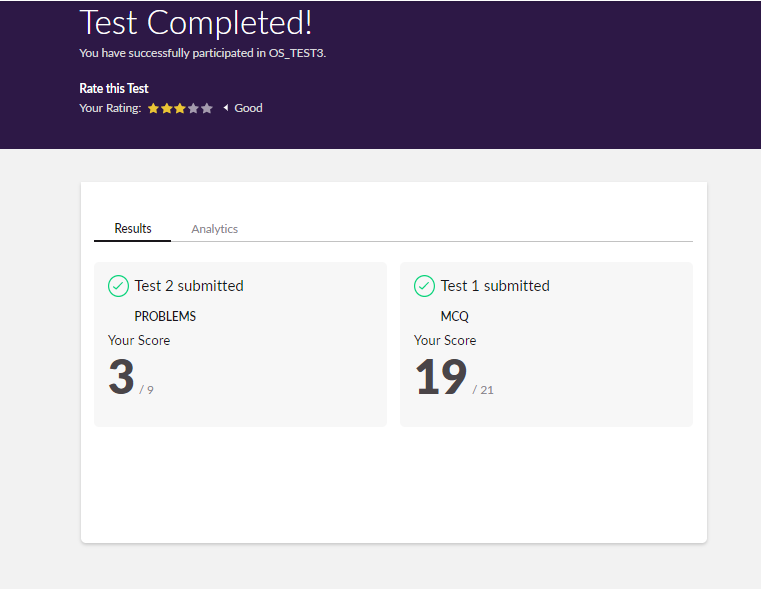 Test Completed!
You have successfully participated in OS_TEST3.
Rate this Test
Your Rating: Good
Results Analytics
Test 2 submitted
PROBLEMS
Your Score
3 / 9
Test 1 submitted
MCQ
Your Score
19 / 21